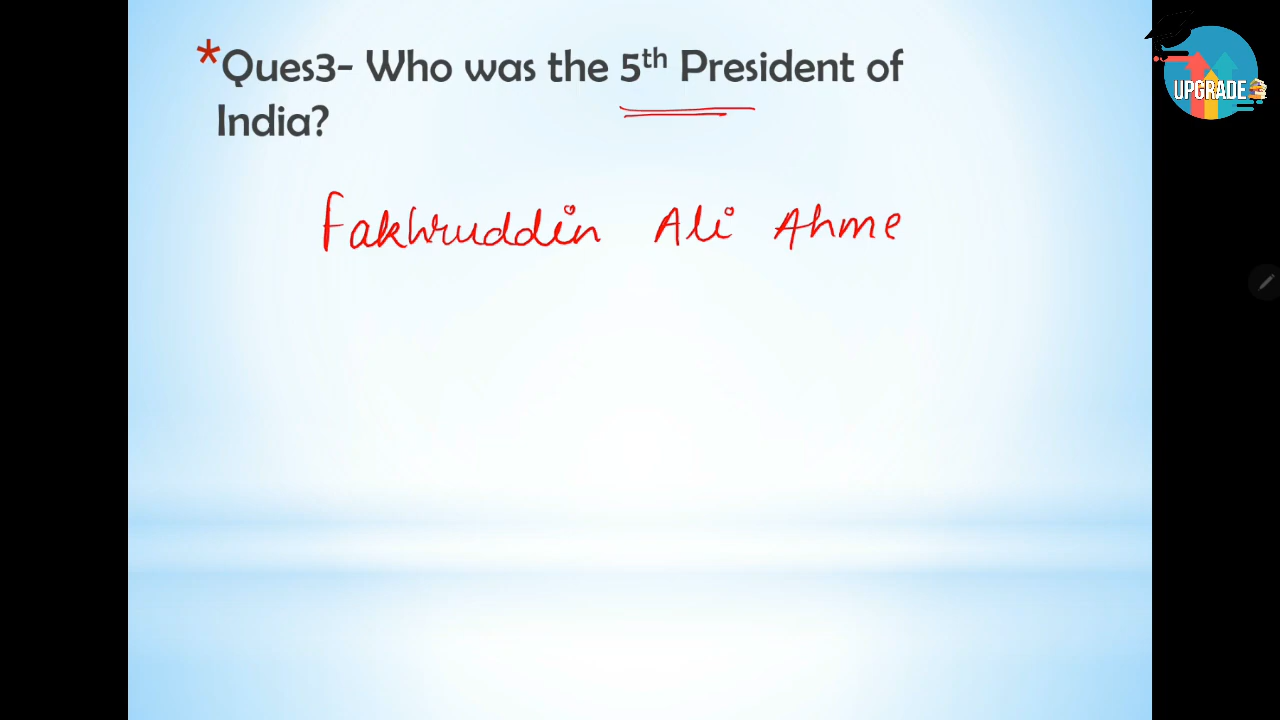 *Ques3- Who was the 5th President of
India?
Fakhruddin Ali Ahme
UPGRADE